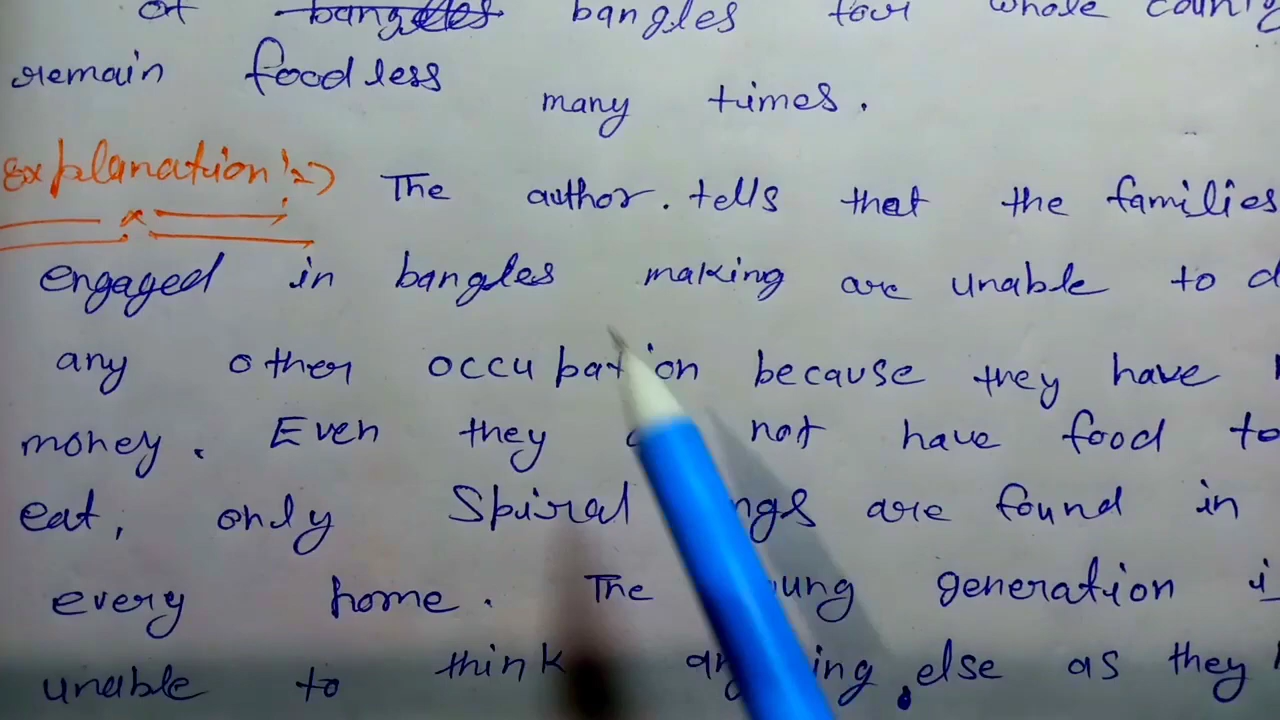 of bangles bangles four whole
remain foodless many times.
explanation:->
The author. tells that the families
engaged in bangles making are unable to
any other occupation because they have
money. Even they not have food to
eat, only Spiral are found in
every home. The generation
unable to think else as they